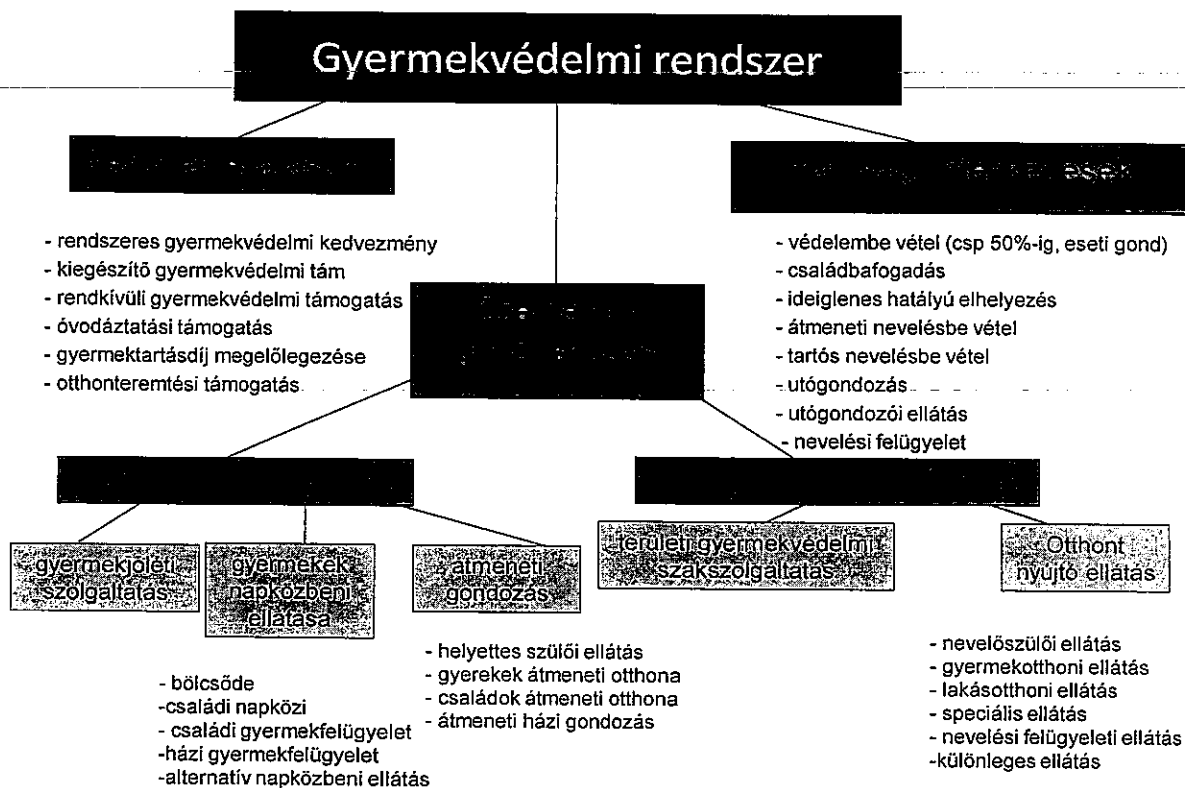 Gyermekvédelmi rendszer
- rendszeres gyermekvédelmi kedvezmény
- kiegészítő gyermekvédelmi tám
- rendkívüli gyermekvédelmi támogatás
- óvodáztatási támogatás
- gyermektartásdíj megelőlegezése
- otthonteremtési támogatás
- védelembe vétel (csp 50%-ig, eseti gond)
- családbafogadás
- ideiglenes hatályú elhelyezés
- átmeneti nevelésbe vétel
- tartós nevelésbe vétel
- utógondozás
- utógondozói ellátás
- nevelési felügyelet
gyermekjóleti
szolgáltatás
gyermekek
napközbeni
ellátása
átmeneti
gondozás
területi gyermekvédelmi
szakszolgáltatás
Otthont
nyújtó ellátás
- bölcsőde
-családi napközi
- családi gyermekfelügyelet
-házi gyermekfelügyelet
-alternatív napközbeni ellátás
- helyettes szülői ellátás
- gyerekek átmeneti otthona
- családok átmeneti otthona
- átmeneti házi gondozás
- nevelőszülői ellátás
- gyermekotthoni ellátás
- lakásotthoni ellátás
- speciális ellátás
- nevelési felügyeleti ellátás
-különleges ellátás